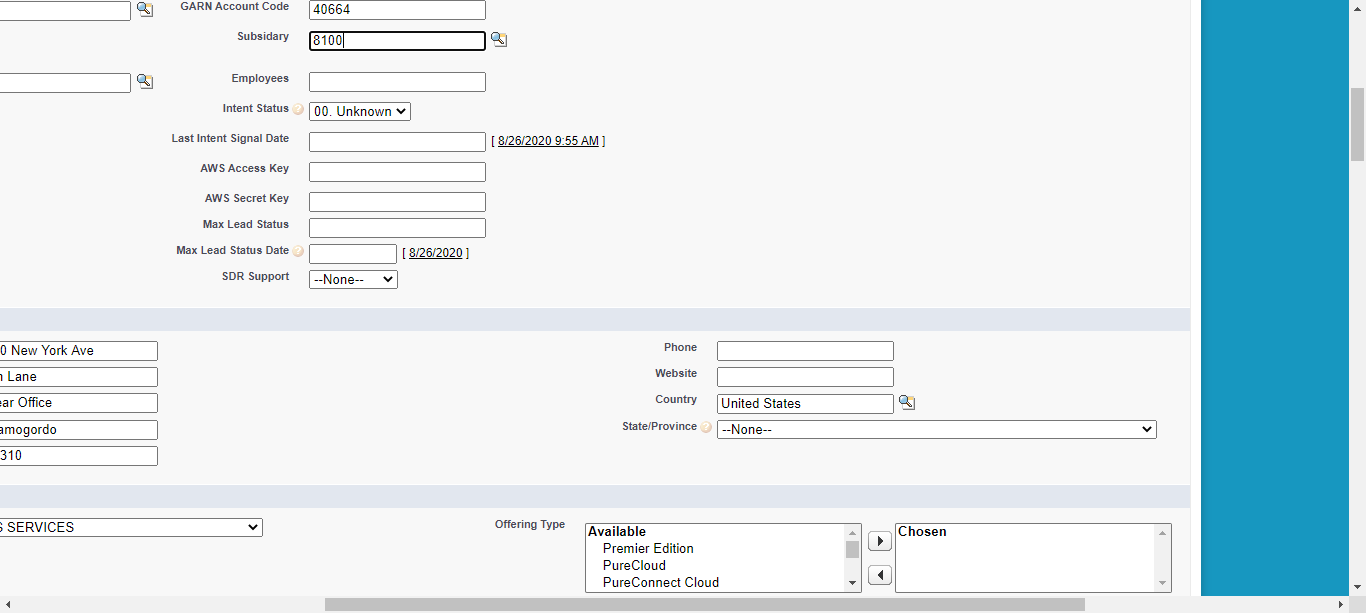 GARN Account Code 40664
Subsidary 8100
Employees
Intent Status 00. Unknown
Last Intent Signal Date [ 8/26/2020 9:55 AM ]
AWS Access Key
AWS Secret Key
Max Lead Status
Max Lead Status Date [ 8/26/2020 ]
SDR Support --None--
0 New York Ave
Phone
Lane
Website
ear Office
Country United States
amogordo
State/Province --None--
310
S SERVICES
Offering Type
Available
Premier Edition
PureCloud
PureConnect Cloud
Chosen